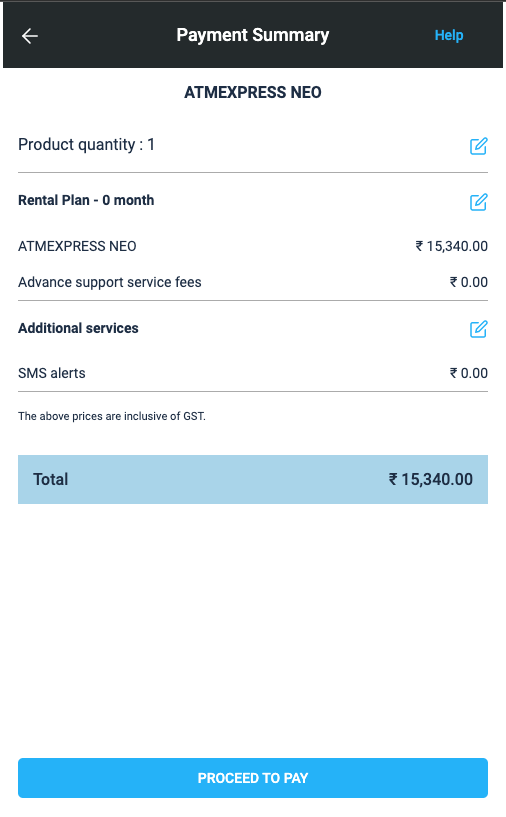 Payment Summary
Help
ATMEXPRESS NEO
Product quantity : 1
Rental Plan - 0 month
ATMEXPRESS NEO ₹ 15,340.00
Advance support service fees ₹ 0.00
Additional services
SMS alerts ₹ 0.00
The above prices are inclusive of GST.
Total ₹ 15,340.00
PROCEED TO PAY